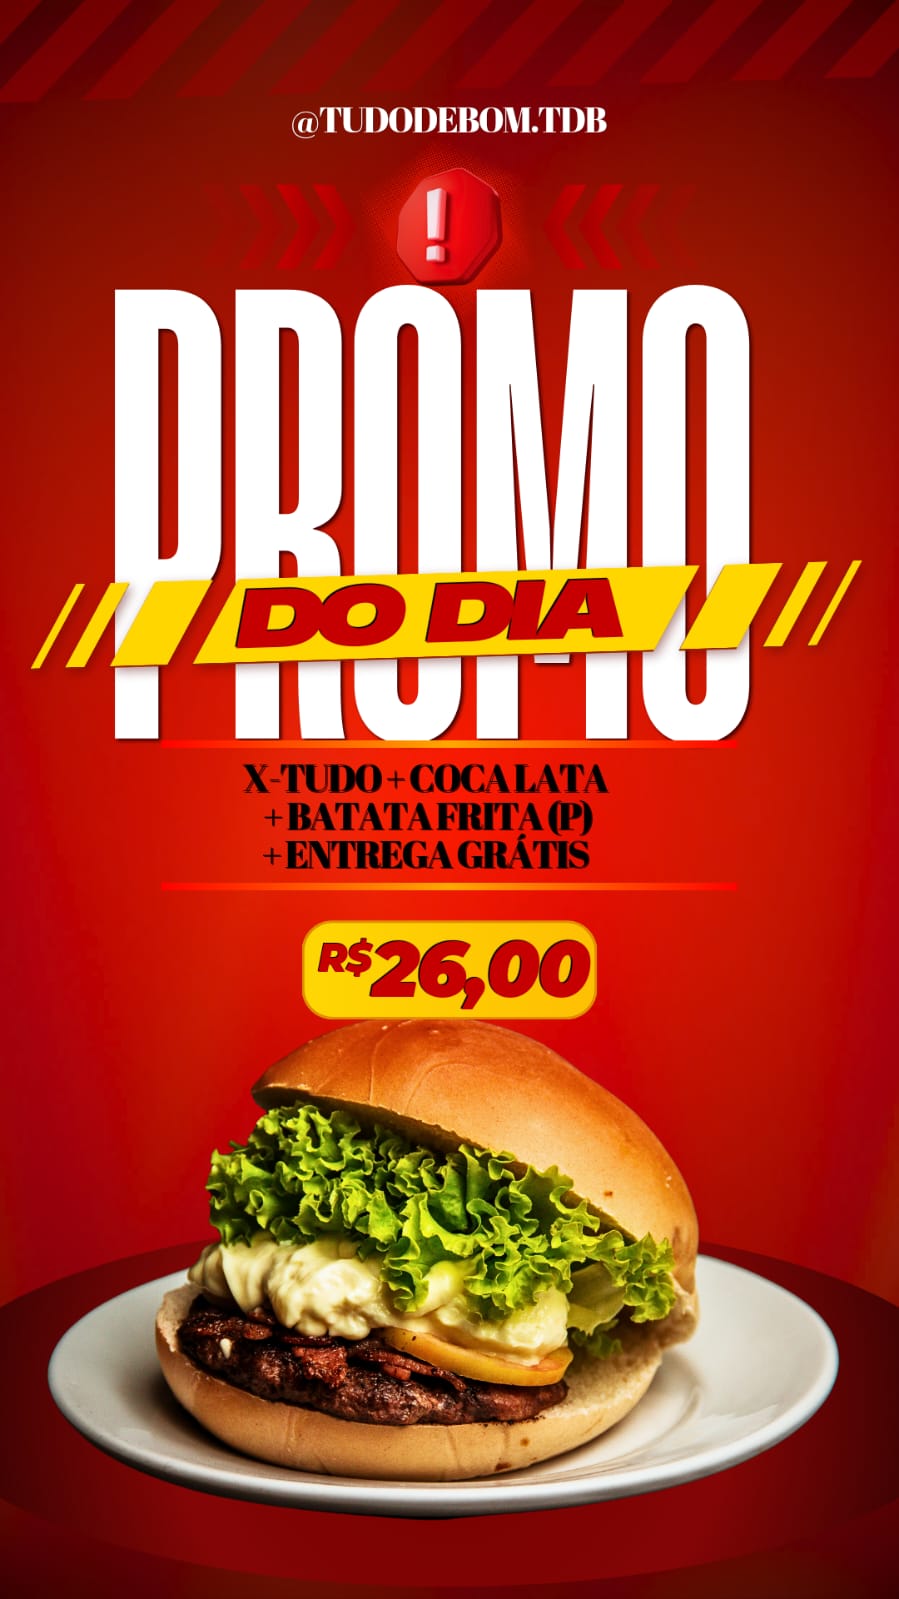 @TUDODEBOM.TDB
!
PROMO
DO DIA
X-TUDO + COCA LATA
+ BATATA FRITA (P)
+ ENTREGA GRÁTIS
R$26,00